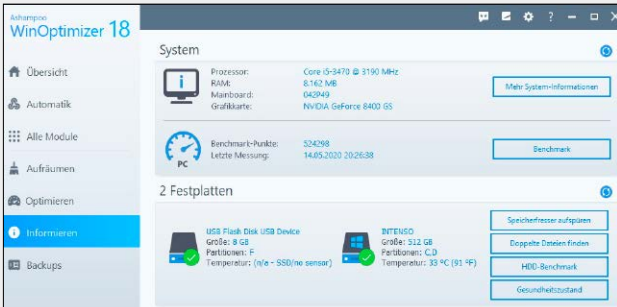 Ashampoo
WinOptimizer 18
Übersicht
Automatik
Alle Module
Aufräumen
Optimieren
Informieren
Backups
System
Prozessor: Core i5-3470 @ 3190 MHz
RAM: 8.162 MB
Mainboard: 042P49
Grafikkarte: NVIDIA GeForce 8400 GS
Mehr System-Informationen
PC
Benchmark-Punkte: 524298
Letzte Messung: 14.05.2020 20:26:38
Benchmark
2 Festplatten
USB Flash Disk USB Device
Größe: 8 GB
Partitionen: F
Temperatur: (n/a - SSD/no sensor)
INTENSO
Größe: 512 GB
Partitionen: C,D
Temperatur: 33 °C (91 °F)
Speicherfresser aufspüren
Doppelte Dateien finden
HDD-Benchmark
Gesundheitszustand